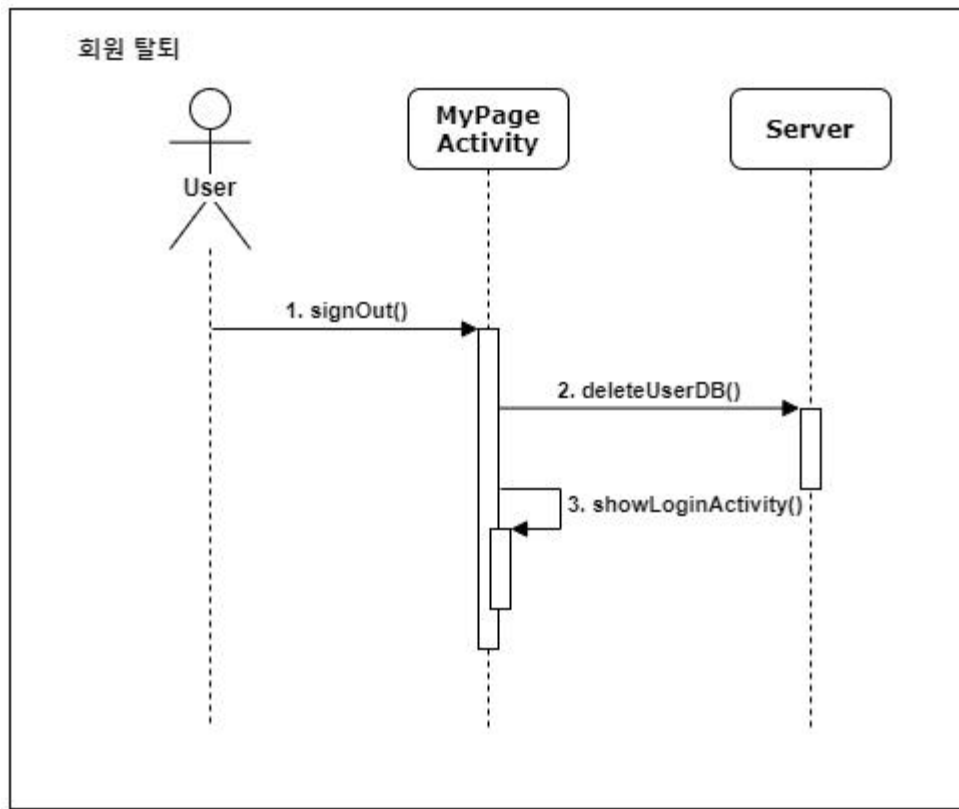 회원 탈퇴
MyPage
Activity
Server
User
1. signOut()
2. deleteUserDB()
3. showLoginActivity()